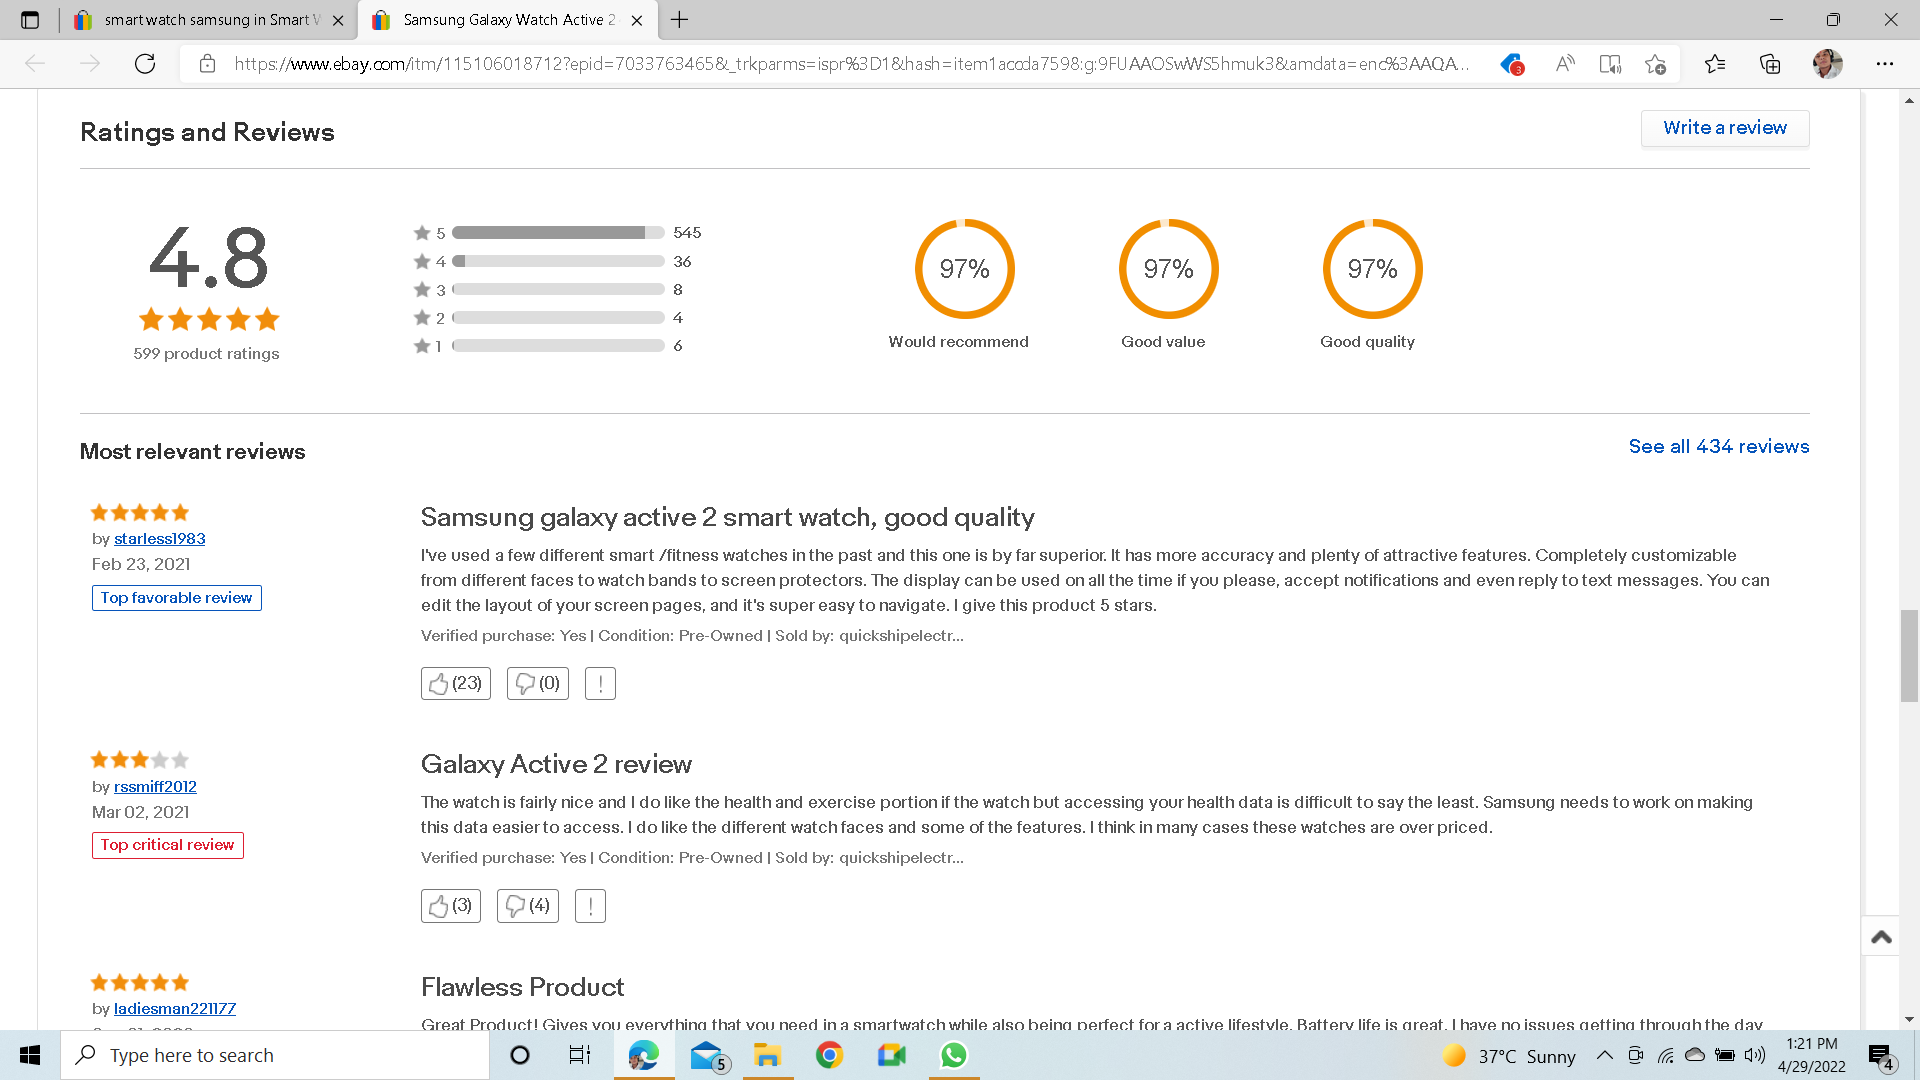 smart watch samsung in Smart W
Samsung Galaxy Watch Active 2
https://www.ebay.com/itm/115106018712?epid=7033763465&_trkparms=ispr%3D1&hash=item1accda7598:g:9FUAAOSwWS5hmuk3&amdata=enc%3AAQA...
3
Ratings and Reviews
Write a review
4.8
599 product ratings
5 545
4 36
3 8
2 4
1 6
97%
Would recommend
97%
Good value
97%
Good quality
Most relevant reviews
See all 434 reviews
by starless1983
Feb 23, 2021
Top favorable review
Samsung galaxy active 2 smart watch, good quality
I've used a few different smart /fitness watches in the past and this one is by far superior. It has more accuracy and plenty of attractive features. Completely customizable
from different faces to watch bands to screen protectors. The display can be used on all the time if you please, accept notifications and even reply to text messages. You can
edit the layout of your screen pages, and it's super easy to navigate. I give this product 5 stars.
Verified purchase: Yes | Condition: Pre-Owned | Sold by: quickshipelectr...
(23) (0)
by rssmiff2012
Mar 02, 2021
Top critical review
Galaxy Active 2 review
The watch is fairly nice and I do like the health and exercise portion if the watch but accessing your health data is difficult to say the least. Samsung needs to work on making
this data easier to access. I do like the different watch faces and some of the features. I think in many cases these watches are over priced.
Verified purchase: Yes | Condition: Pre-Owned | Sold by: quickshipelectr...
(3) (4)
by ladiesman221177
Flawless Product
Great Product! Gives you everything that you need in a smartwatch while also being perfect for a active lifestyle. Battery life is great. I have no issues getting through the day
Type here to search
5
37°C Sunny
1:21 PM
4/29/2022
4